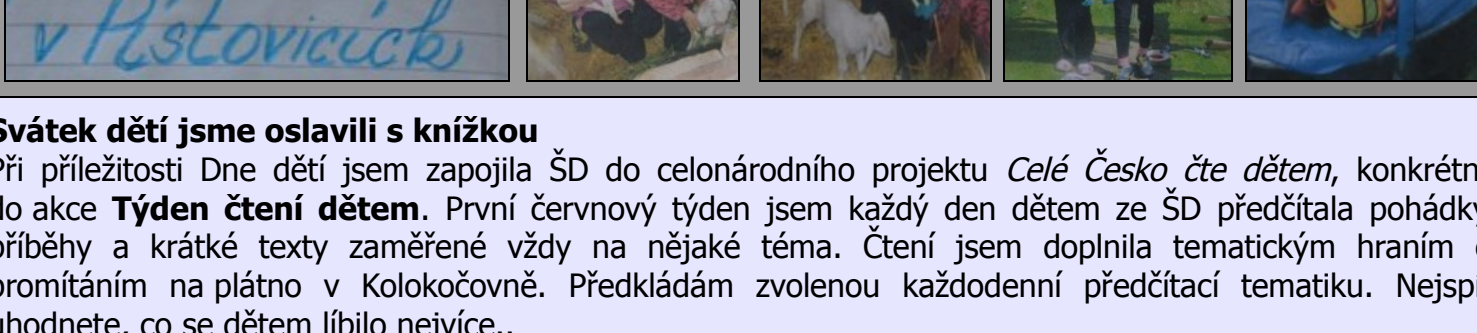 v Pístovicích
Svátek dětí jsme oslavili s knížkou
Při příležitosti Dne dětí jsem zapojila ŠD do celonárodního projektu Celé Česko čte dětem, konkrétn
do akce Týden čtení dětem. První červnový týden jsem každý den dětem ze ŠD předčítala pohádky
příběhy a krátké texty zaměřené vždy na nějaké téma. Čtení jsem doplnila tematickým hraním
promítáním na plátno v Kolokočovně. Předkládám zvolenou každodenní předčítací tematiku. Nejspí
uhodnete, co se dětem líbilo nejvíce..